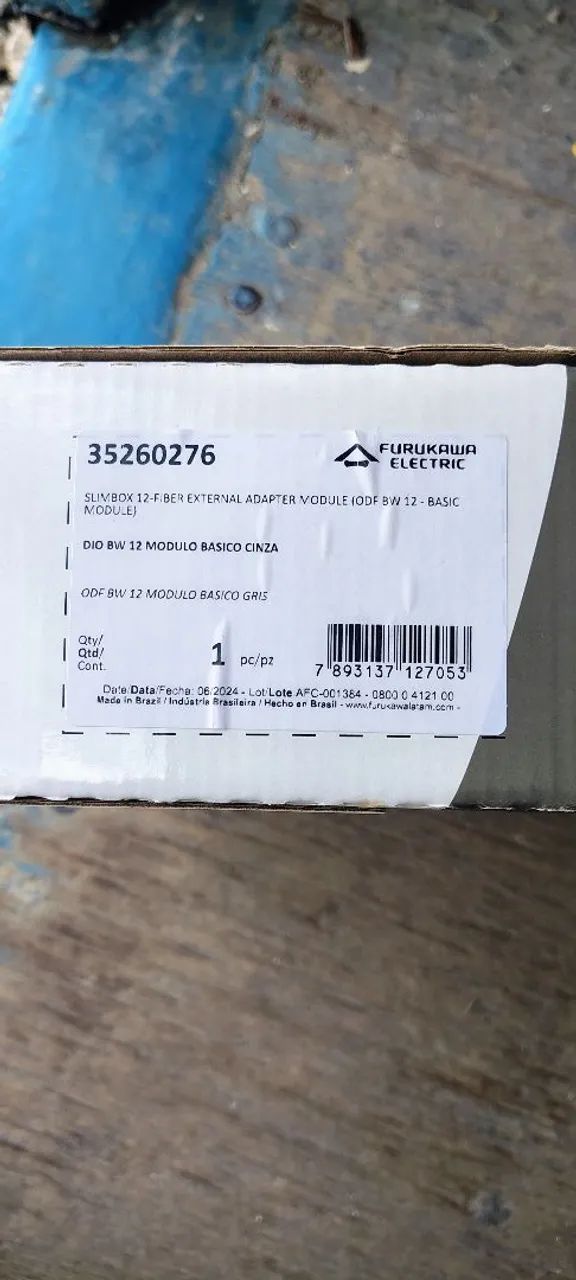 35260276
FURUKAWA
ELECTRIC
SLIMBOX 12-FIBER EXTERNAL ADAPTER MODULE (ODF BW 12 - BASIC
MODULE)
DIO BW 12 MODULO BASICO CINZA
ODF BW 12 MODULO BASICO GRIS
Qty/
Qtd/
Cont.
1 pc/pz
7 893137 127053
Date/Data/Fecha: 06/2024 - Lot/Lote AFC-001384 - 0800 0 4121 00
Made in Brazil / Indústria Brasileira / Hecho en Brasil - www.furukawalatam.com -